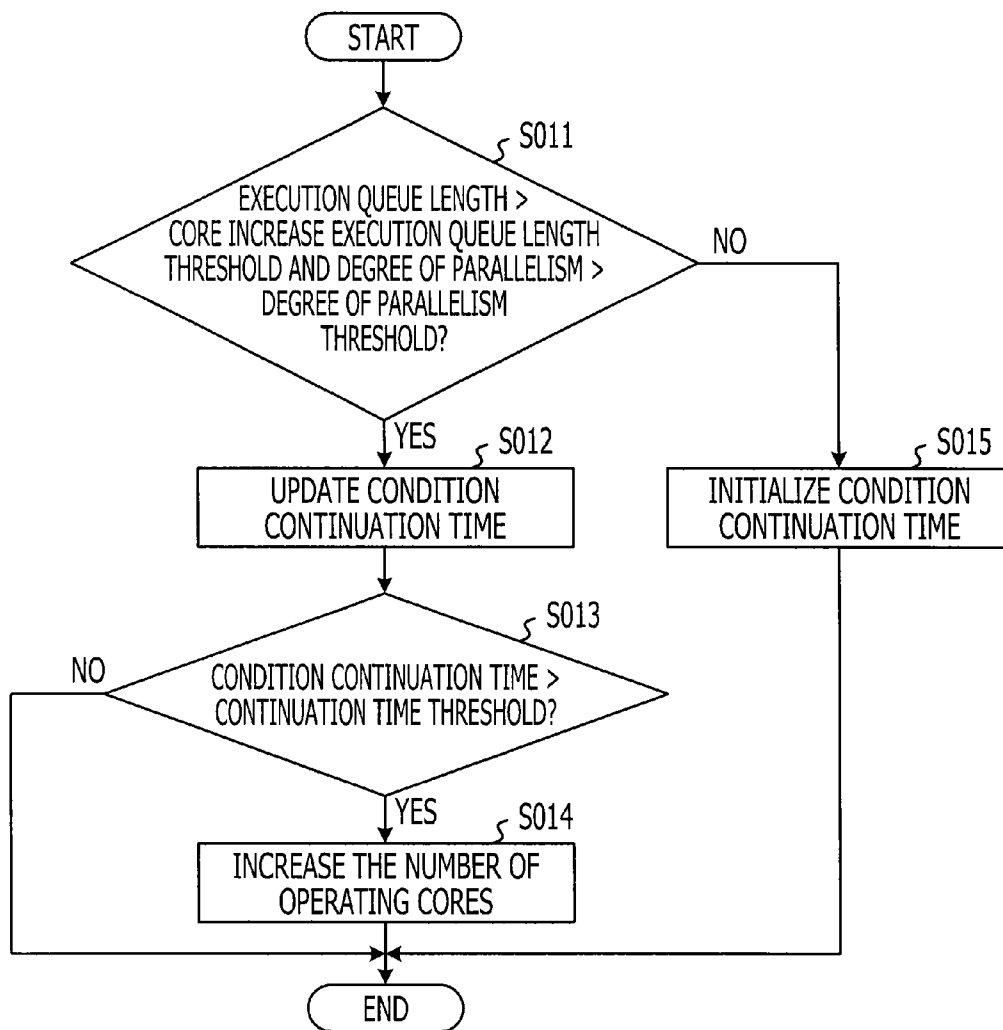 START
S011
EXECUTION QUEUE LENGTH >
CORE INCREASE EXECUTION QUEUE LENGTH
THRESHOLD AND DEGREE OF PARALLELISM >
DEGREE OF PARALLELISM
THRESHOLD?
NO
YES
S012
UPDATE CONDITION
CONTINUATION TIME
S015
INITIALIZE CONDITION
CONTINUATION TIME
S013
NO
CONDITION CONTINUATION TIME >
CONTINUATION TIME THRESHOLD?
YES
S014
INCREASE THE NUMBER OF
OPERATING CORES
END